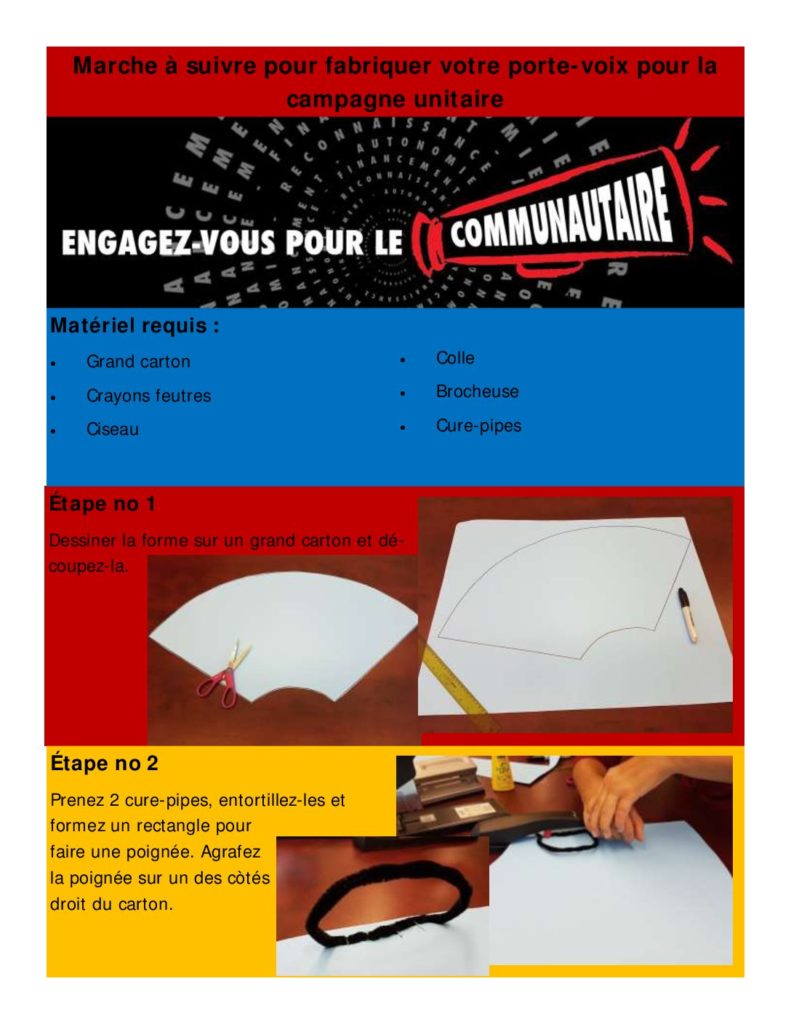 Marche à suivre pour fabriquer votre porte-voix pour la
campagne unitaire
ENGAGEZ-VOUS POUR LE COMMUNAUTAIRE
Matériel requis :
• Grand carton
• Crayons feutres
• Ciseau
• Colle
• Brocheuse
• Cure-pipes
Étape no 1
Dessiner la forme sur un grand carton et dé-
coupez-la.
Étape no 2
Prenez 2 cure-pipes, entortillez-les et
formez un rectangle pour
faire une poignée. Agrafez
la poignée sur un des còtés
droit du carton.